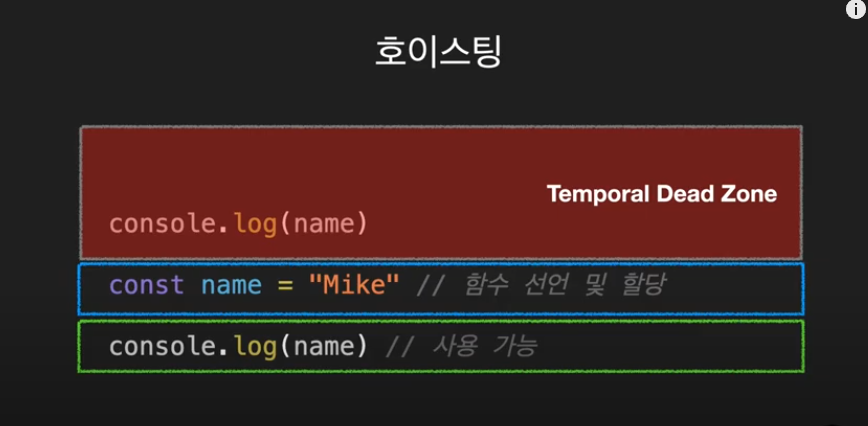 호이스팅
Temporal Dead Zone
console.log(name)
const name = "Mike" // 함수 선언 및 할당
console.log(name) // 사용 가능